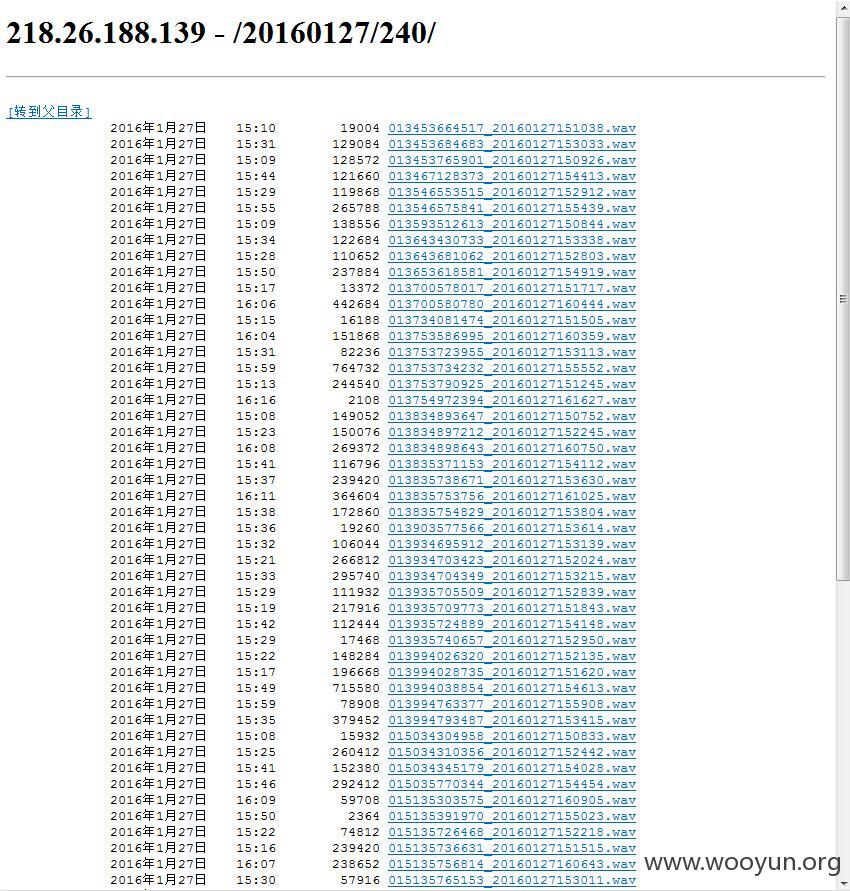 218.26.188.139 - /20160127/240/
[转到父目录]
2016年1月27日 15:10 19004 013453664517_20160127151038.wav
2016年1月27日 15:31 129084 013453684683_20160127153033.wav
2016年1月27日 15:09 128572 013453765901_20160127150926.wav
2016年1月27日 15:44 121660 013467128373_20160127154413.wav
2016年1月27日 15:29 119868 013546553515_20160127152912.wav
2016年1月27日 15:55 265788 013546575841_20160127155439.wav
2016年1月27日 15:09 138556 013593512613_20160127150844.wav
2016年1月27日 15:34 122684 013643430733_20160127153338.wav
2016年1月27日 15:28 110652 013643681062_20160127152803.wav
2016年1月27日 15:50 237884 013653618581_20160127154919.wav
2016年1月27日 15:17 13372 013700578017_20160127151717.wav
2016年1月27日 16:06 442684 013700580780_20160127160444.wav
2016年1月27日 15:15 16188 013734081474_20160127151505.wav
2016年1月27日 16:04 151868 013753586995_20160127160359.wav
2016年1月27日 15:31 82236 013753723955_20160127153113.wav
2016年1月27日 15:59 764732 013753734232_20160127155552.wav
2016年1月27日 15:13 244540 013753790925_20160127151245.wav
2016年1月27日 16:16 2108 013754972394_20160127161627.wav
2016年1月27日 15:08 149052 013834893647_20160127150752.wav
2016年1月27日 15:23 150076 013834897212_20160127152245.wav
2016年1月27日 16:08 269372 013834898643_20160127160750.wav
2016年1月27日 15:41 116796 013835371153_20160127154112.wav
2016年1月27日 15:37 239420 013835738671_20160127153630.wav
2016年1月27日 16:11 364604 013835753756_20160127161025.wav
2016年1月27日 15:38 172860 013835754829_20160127153804.wav
2016年1月27日 15:36 19260 013903577566_20160127153614.wav
2016年1月27日 15:32 106044 013934695912_20160127153139.wav
2016年1月27日 15:21 266812 013934703423_20160127152024.wav
2016年1月27日 15:33 295740 013934704349_20160127153215.wav
2016年1月27日 15:29 111932 013935705509_20160127152839.wav
2016年1月27日 15:19 217916 013935709773_20160127151843.wav
2016年1月27日 15:42 112444 013935724889_20160127154148.wav
2016年1月27日 15:29 17468 013935740657_20160127152950.wav
2016年1月27日 15:22 148284 013994026320_20160127152135.wav
2016年1月27日 15:17 196668 013994028735_20160127151620.wav
2016年1月27日 15:49 715580 013994038854_20160127154613.wav
2016年1月27日 15:59 78908 013994763377_20160127155908.wav
2016年1月27日 15:35 379452 013994793487_20160127153415.wav
2016年1月27日 15:08 15932 015034304958_20160127150833.wav
2016年1月27日 15:25 260412 015034310356_20160127152442.wav
2016年1月27日 15:41 152380 015034345179_20160127154028.wav
2016年1月27日 15:46 292412 015035770344_20160127154454.wav
2016年1月27日 16:09 59708 015135303575_20160127160905.wav
2016年1月27日 15:50 2364 015135391970_20160127155023.wav
2016年1月27日 15:22 74812 015135726468_20160127152218.wav
2016年1月27日 15:16 239420 015135736631_20160127151515.wav
2016年1月27日 16:07 238652 015135756814_20160127160643.wav
2016年1月27日 15:30 57916 015135765153_20160127153011.wav
www.wooyun.org